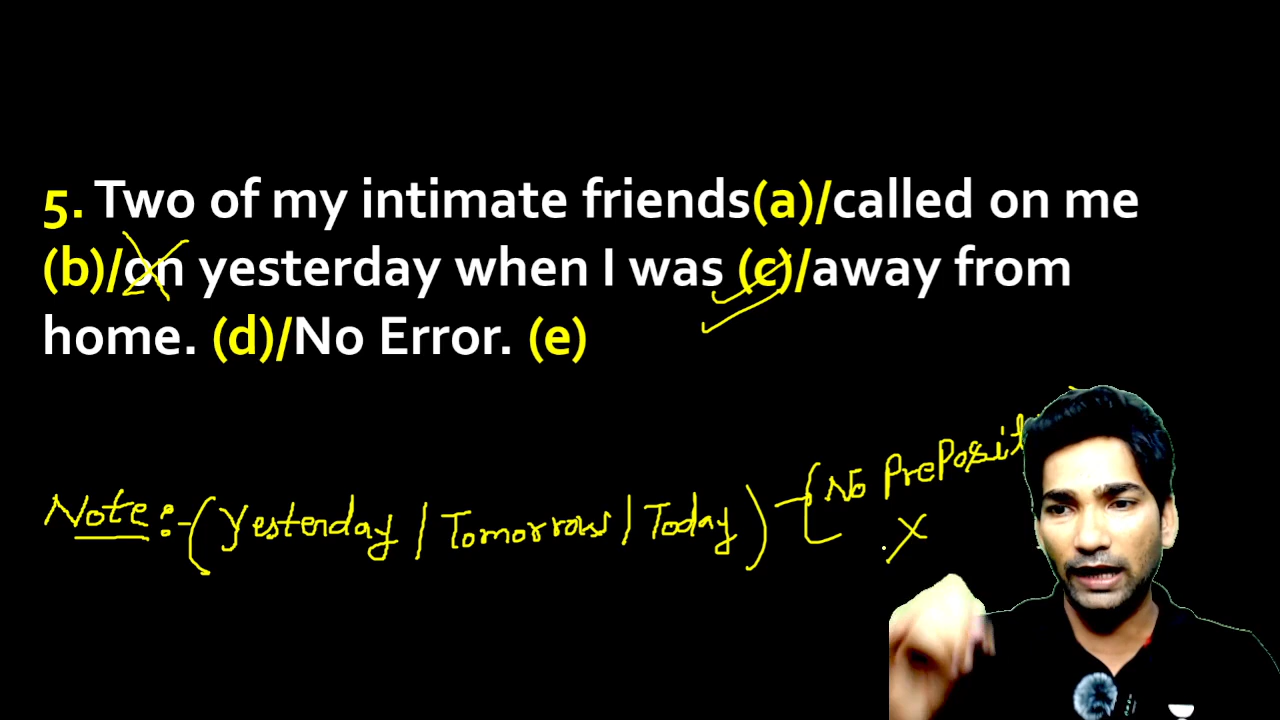 5. Two of my intimate friends(a)/called on me
(b)/on yesterday when I was (c)/away from
home. (d)/No Error. (e)
Note:-(Yesterday / Tomorrow / Today) - { No